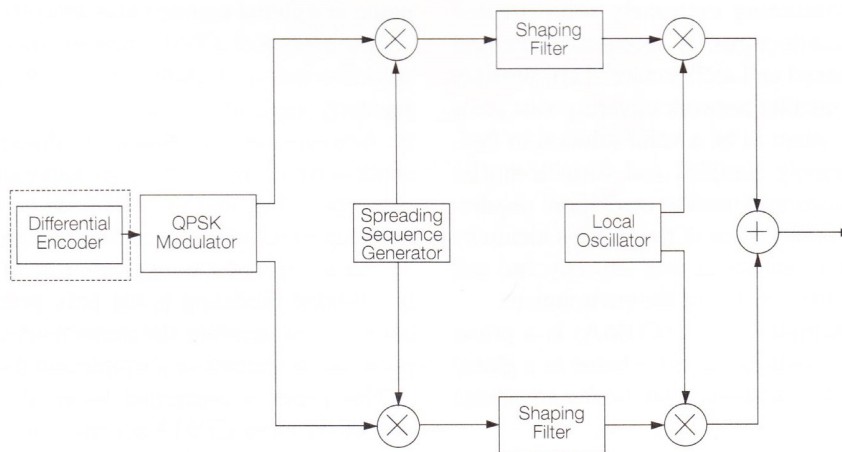 Shaping
Filter
Differential
Encoder
QPSK
Modulator
Spreading
Sequence
Generator
Local
Oscillator
Shaping
Filter